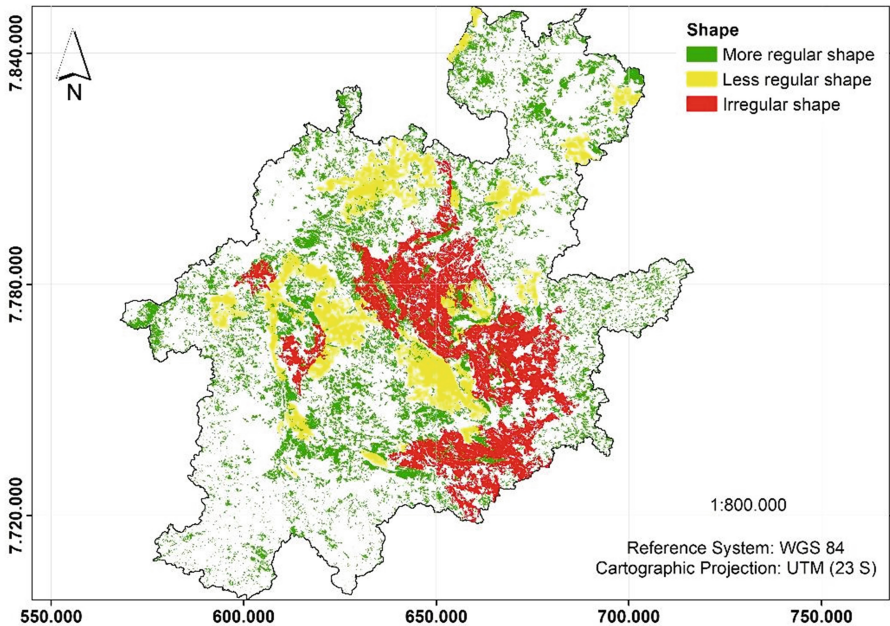 7.840.000
7.780.000
7.720.000
N
Shape
More regular shape
Less regular shape
Irregular shape
1:800.000
Reference System: WGS 84
Cartographic Projection: UTM (23 S)
550.000 600.000 650.000 700.000 750.000